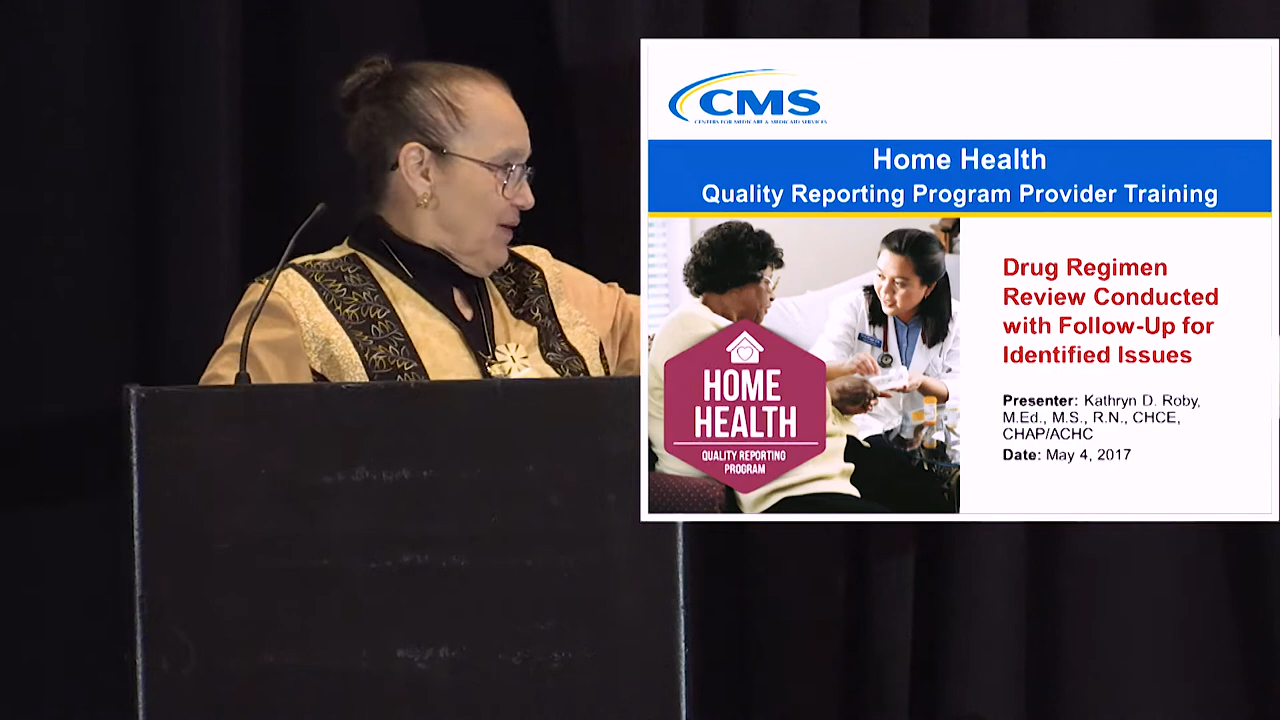 CMS
CENTERS FOR MEDICARE & MEDICAID SERVICES
Home Health
Quality Reporting Program Provider Training
Drug Regimen
Review Conducted
with Follow-Up for
Identified Issues
Presenter: Kathryn D. Roby,
M.Ed., M.S., R.N., CHCE,
CHAP/ACHC
Date: May 4, 2017
HOME
HEALTH
QUALITY REPORTING
PROGRAM